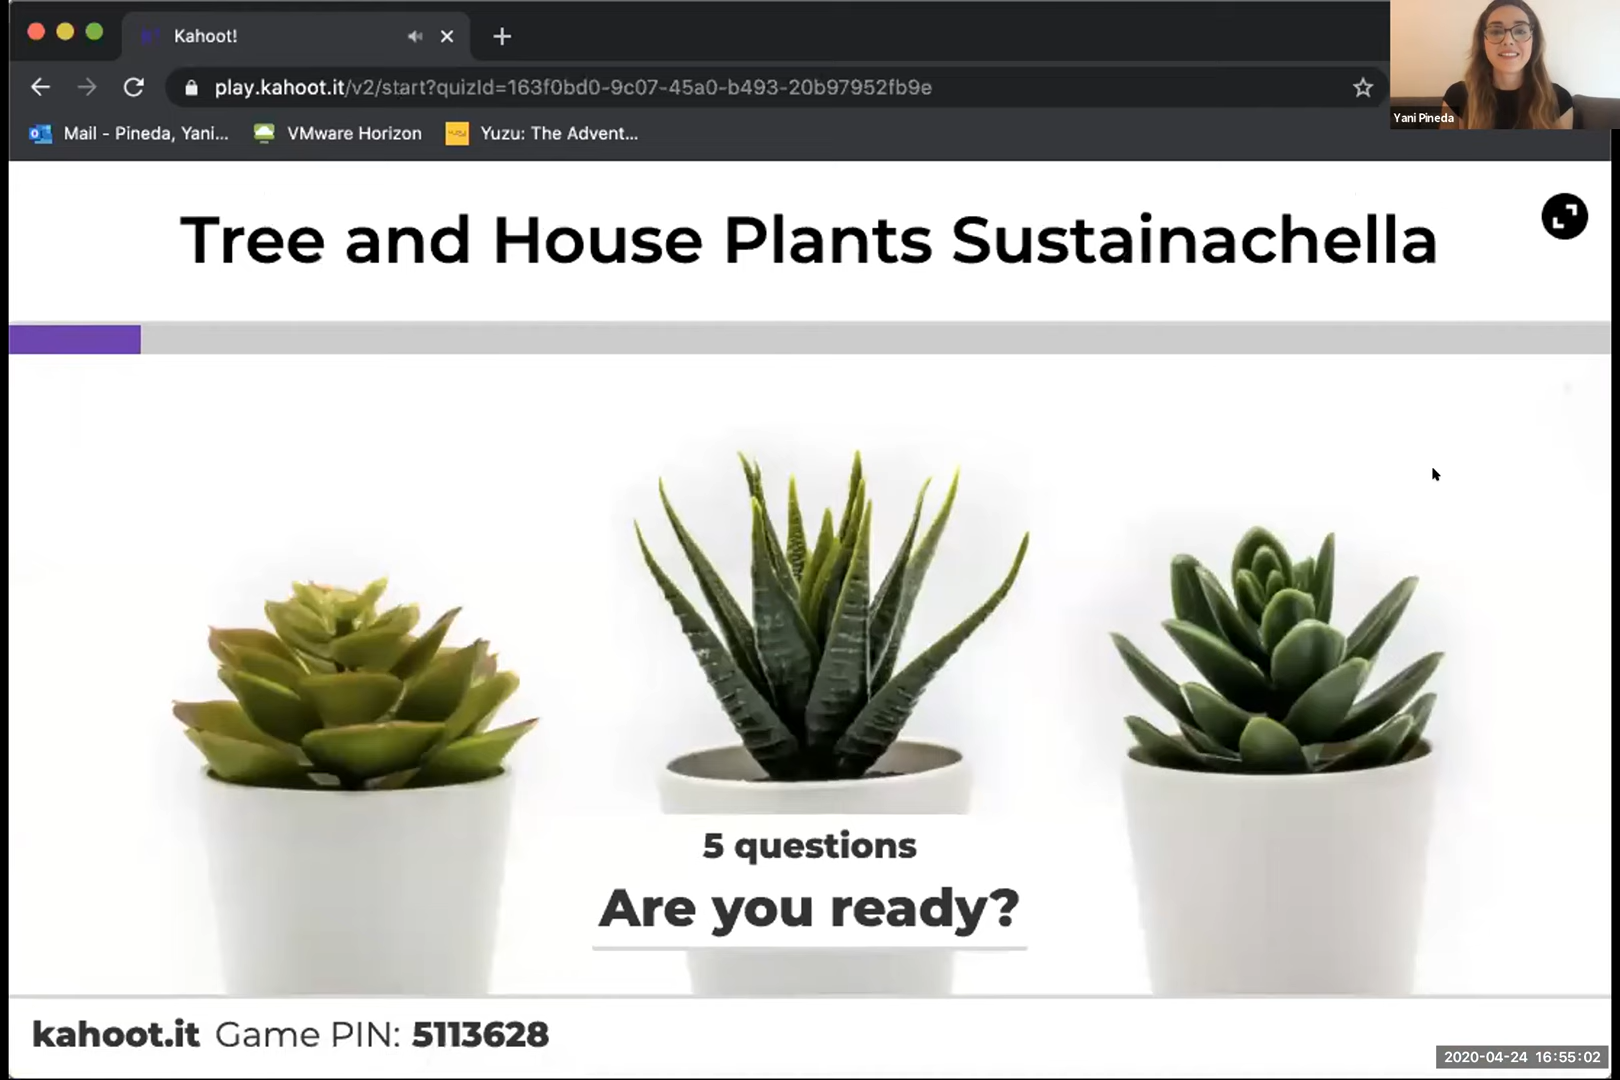 Kahoot!
play.kahoot.it/v2/start?quizId=163f0bd0-9c07-45a0-b493-20b97952fb9e
Yani Pineda
Mail - Pineda, Yani...
VMware Horizon
Yuzu: The Advent...
Tree and House Plants Sustainachella
5 questions
Are you ready?
kahoot.it Game PIN: 5113628
2020-04-24 16:55:02